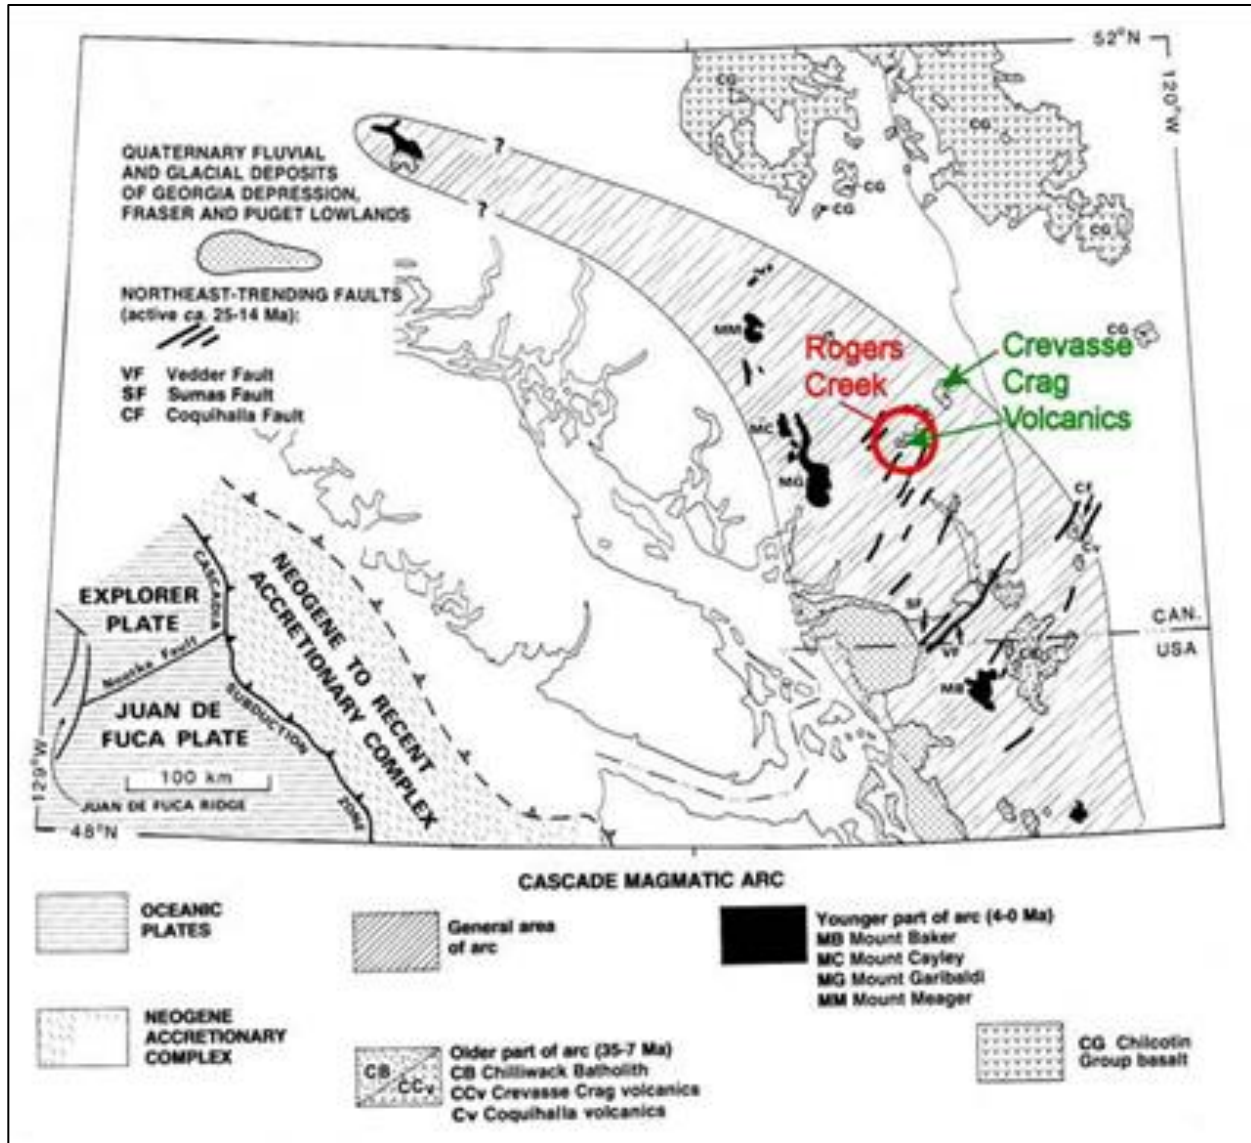 52°N
120°W
CG
CG
CG
CG
CG
CG
?
?
QUATERNARY FLUVIAL
AND GLACIAL DEPOSITS
OF GEORGIA DEPRESSION,
FRASER AND PUGET LOWLANDS
NORTHEAST-TRENDING FAULTS
(active ca. 25-14 Ma):
VF Vedder Fault
SF Sumas Fault
CF Coquihalla Fault
MM
Rogers
Creek
Crevasse
Crag
Volcanics
MC
MG
CF
Cv
SF
VF
CB
MB
CAN.
USA
EXPLORER
PLATE
Nootka Fault
JUAN DE
FUCA PLATE
100 km
JUAN DE FUCA RIDGE
CASCADIA
SUBDUCTION
ZONE
NEOGENE TO RECENT
ACCRETIONARY COMPLEX
129°W
48°N
CASCADE MAGMATIC ARC
OCEANIC
PLATES
General area
of arc
Younger part of arc (4-0 Ma)
MB Mount Baker
MC Mount Cayley
MG Mount Garibaldi
MM Mount Meager
NEOGENE
ACCRETIONARY
COMPLEX
CB
CCv
Older part of arc (35-7 Ma)
CB Chilliwack Batholith
CCv Crevasse Crag volcanics
Cv Coquihalla volcanics
CG Chilcotin
Group basalt